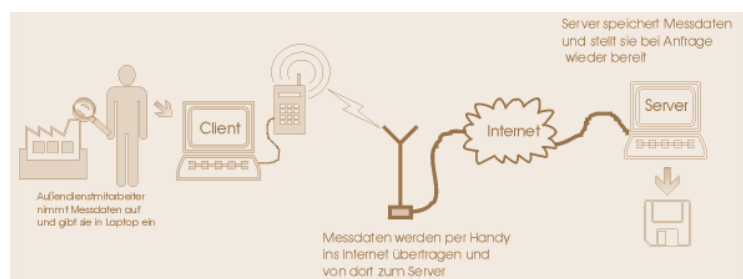 Server speichert Messdaten
und stellt sie bei Anfrage
wieder bereit
Client
Internet
Server
Außendienstmitarbeiter
nimmt Messdaten auf
und gibt sie in Laptop ein
Messdaten werden per Handy
ins Internet übertragen und
von dort zum Server